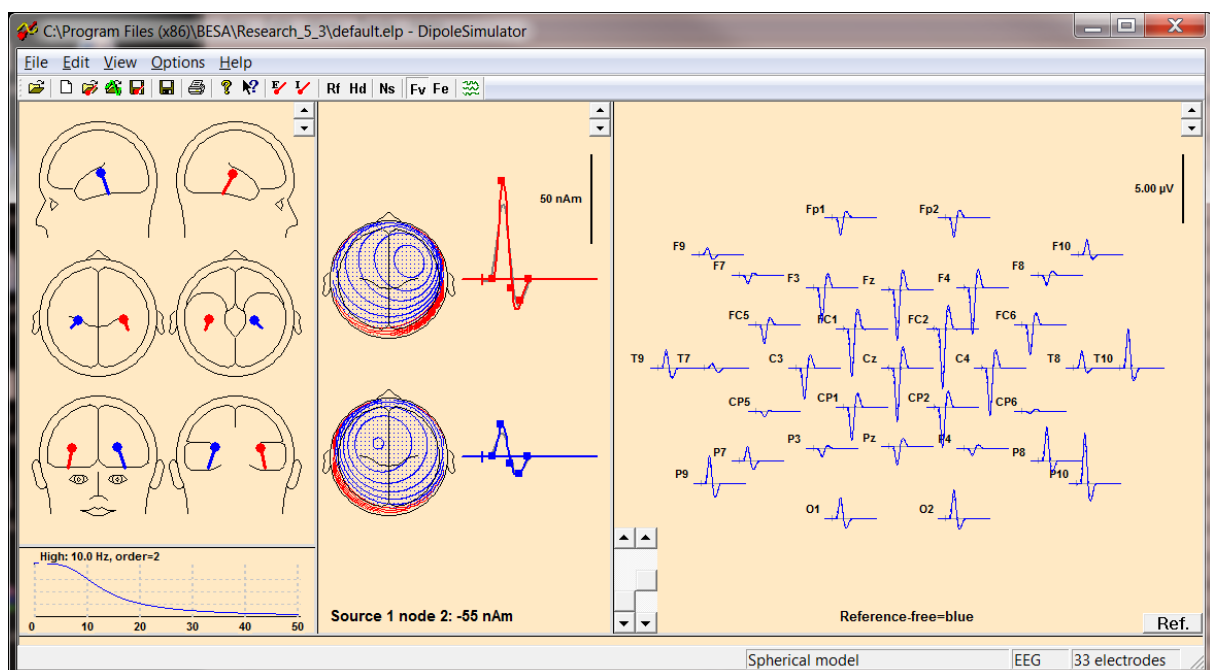 C:\Program Files (x86)\BESA\Research_5_3\default.elp - DipoleSimulator
File Edit View Options Help
Rf Hd Ns Fv Fe
50 nAm
5.00 µV
Fp1 Fp2
F9 F10
F7 F3 Fz F4 F8
FC5 FC1 FC2 FC6
T9 T7 C3 Cz C4 T8 T10
CP5 CP1 CP2 CP6
P7 P3 Pz P4 P8
P9 P10
O1 O2
High: 10.0 Hz, order=2
0 10 20 30 40 50
Source 1 node 2: -55 nAm
Reference-free=blue
Ref.
Spherical model EEG 33 electrodes